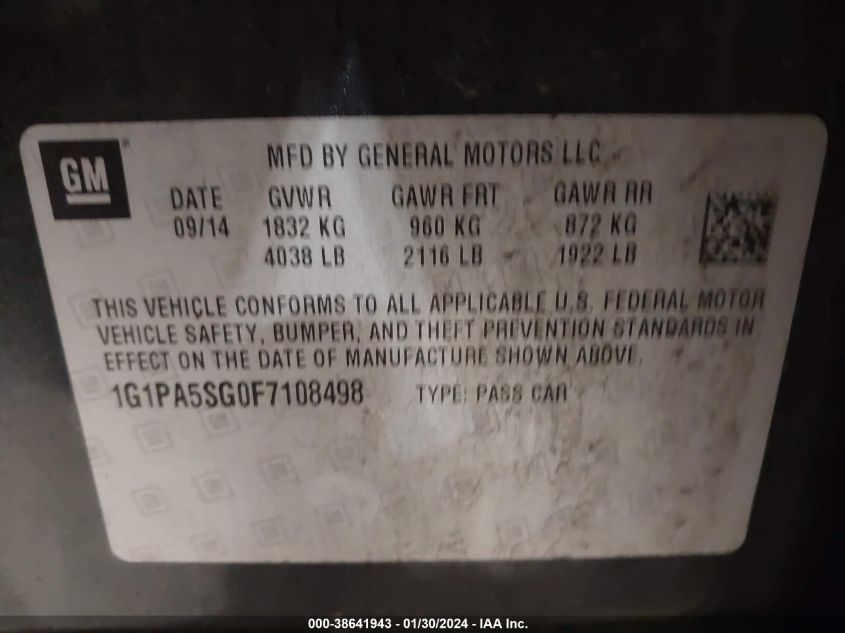 GM
MFD BY GENERAL MOTORS LLC
DATE GVWR GAWR FRT GAWR RR
09/14 1832 KG 960 KG 872 KG
4038 LB 2116 LB 1922 LB
THIS VEHICLE CONFORMS TO ALL APPLICABLE U.S. FEDERAL MOTOR
VEHICLE SAFETY, BUMPER, AND THEFT PREVENTION STANDARDS IN
EFFECT ON THE DATE OF MANUFACTURE SHOWN ABOVE.
1G1PA5SG0F7108498 TYPE: PASS CAR
000-38641943 - 01/30/2024 - IAA Inc.